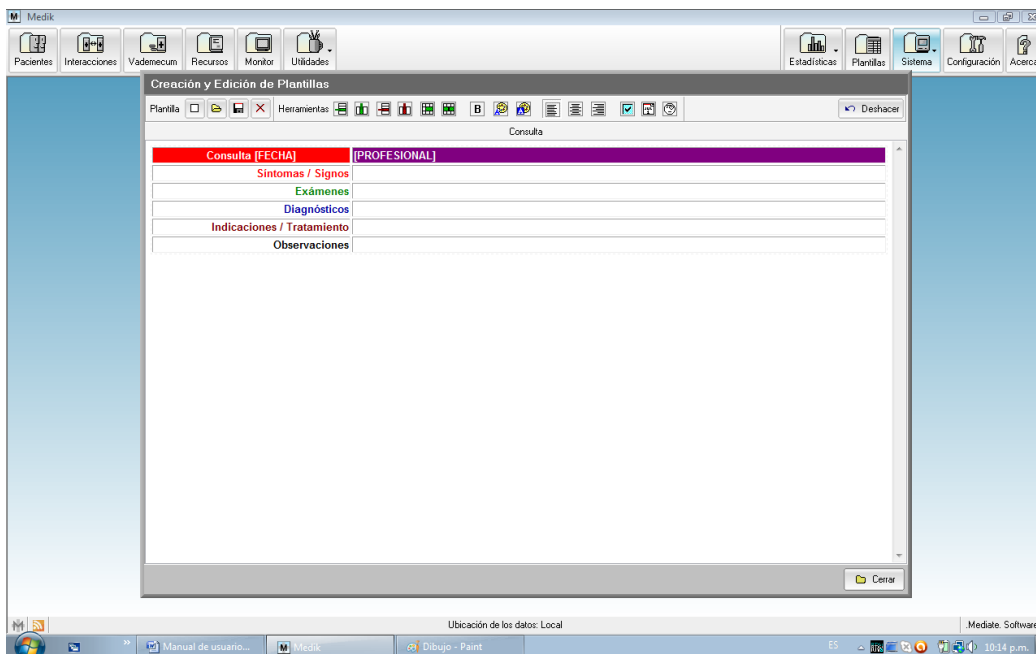 M Medik
Pacientes Interacciones Vademecum Recursos Monitor Utilidades Estadísticas Plantillas Sistema Configuración Acerca
Creación y Edición de Plantillas
Plantilla Herramientas B Deshacer
Consulta
Consulta [FECHA] [PROFESIONAL]
Síntomas / Signos
Exámenes
Diagnósticos
Indicaciones / Tratamiento
Observaciones
Cerrar
Ubicación de los datos: Local .Mediate. Software
Manual de usuario... M Medik Dibujo - Paint ES 10:14 p.m.